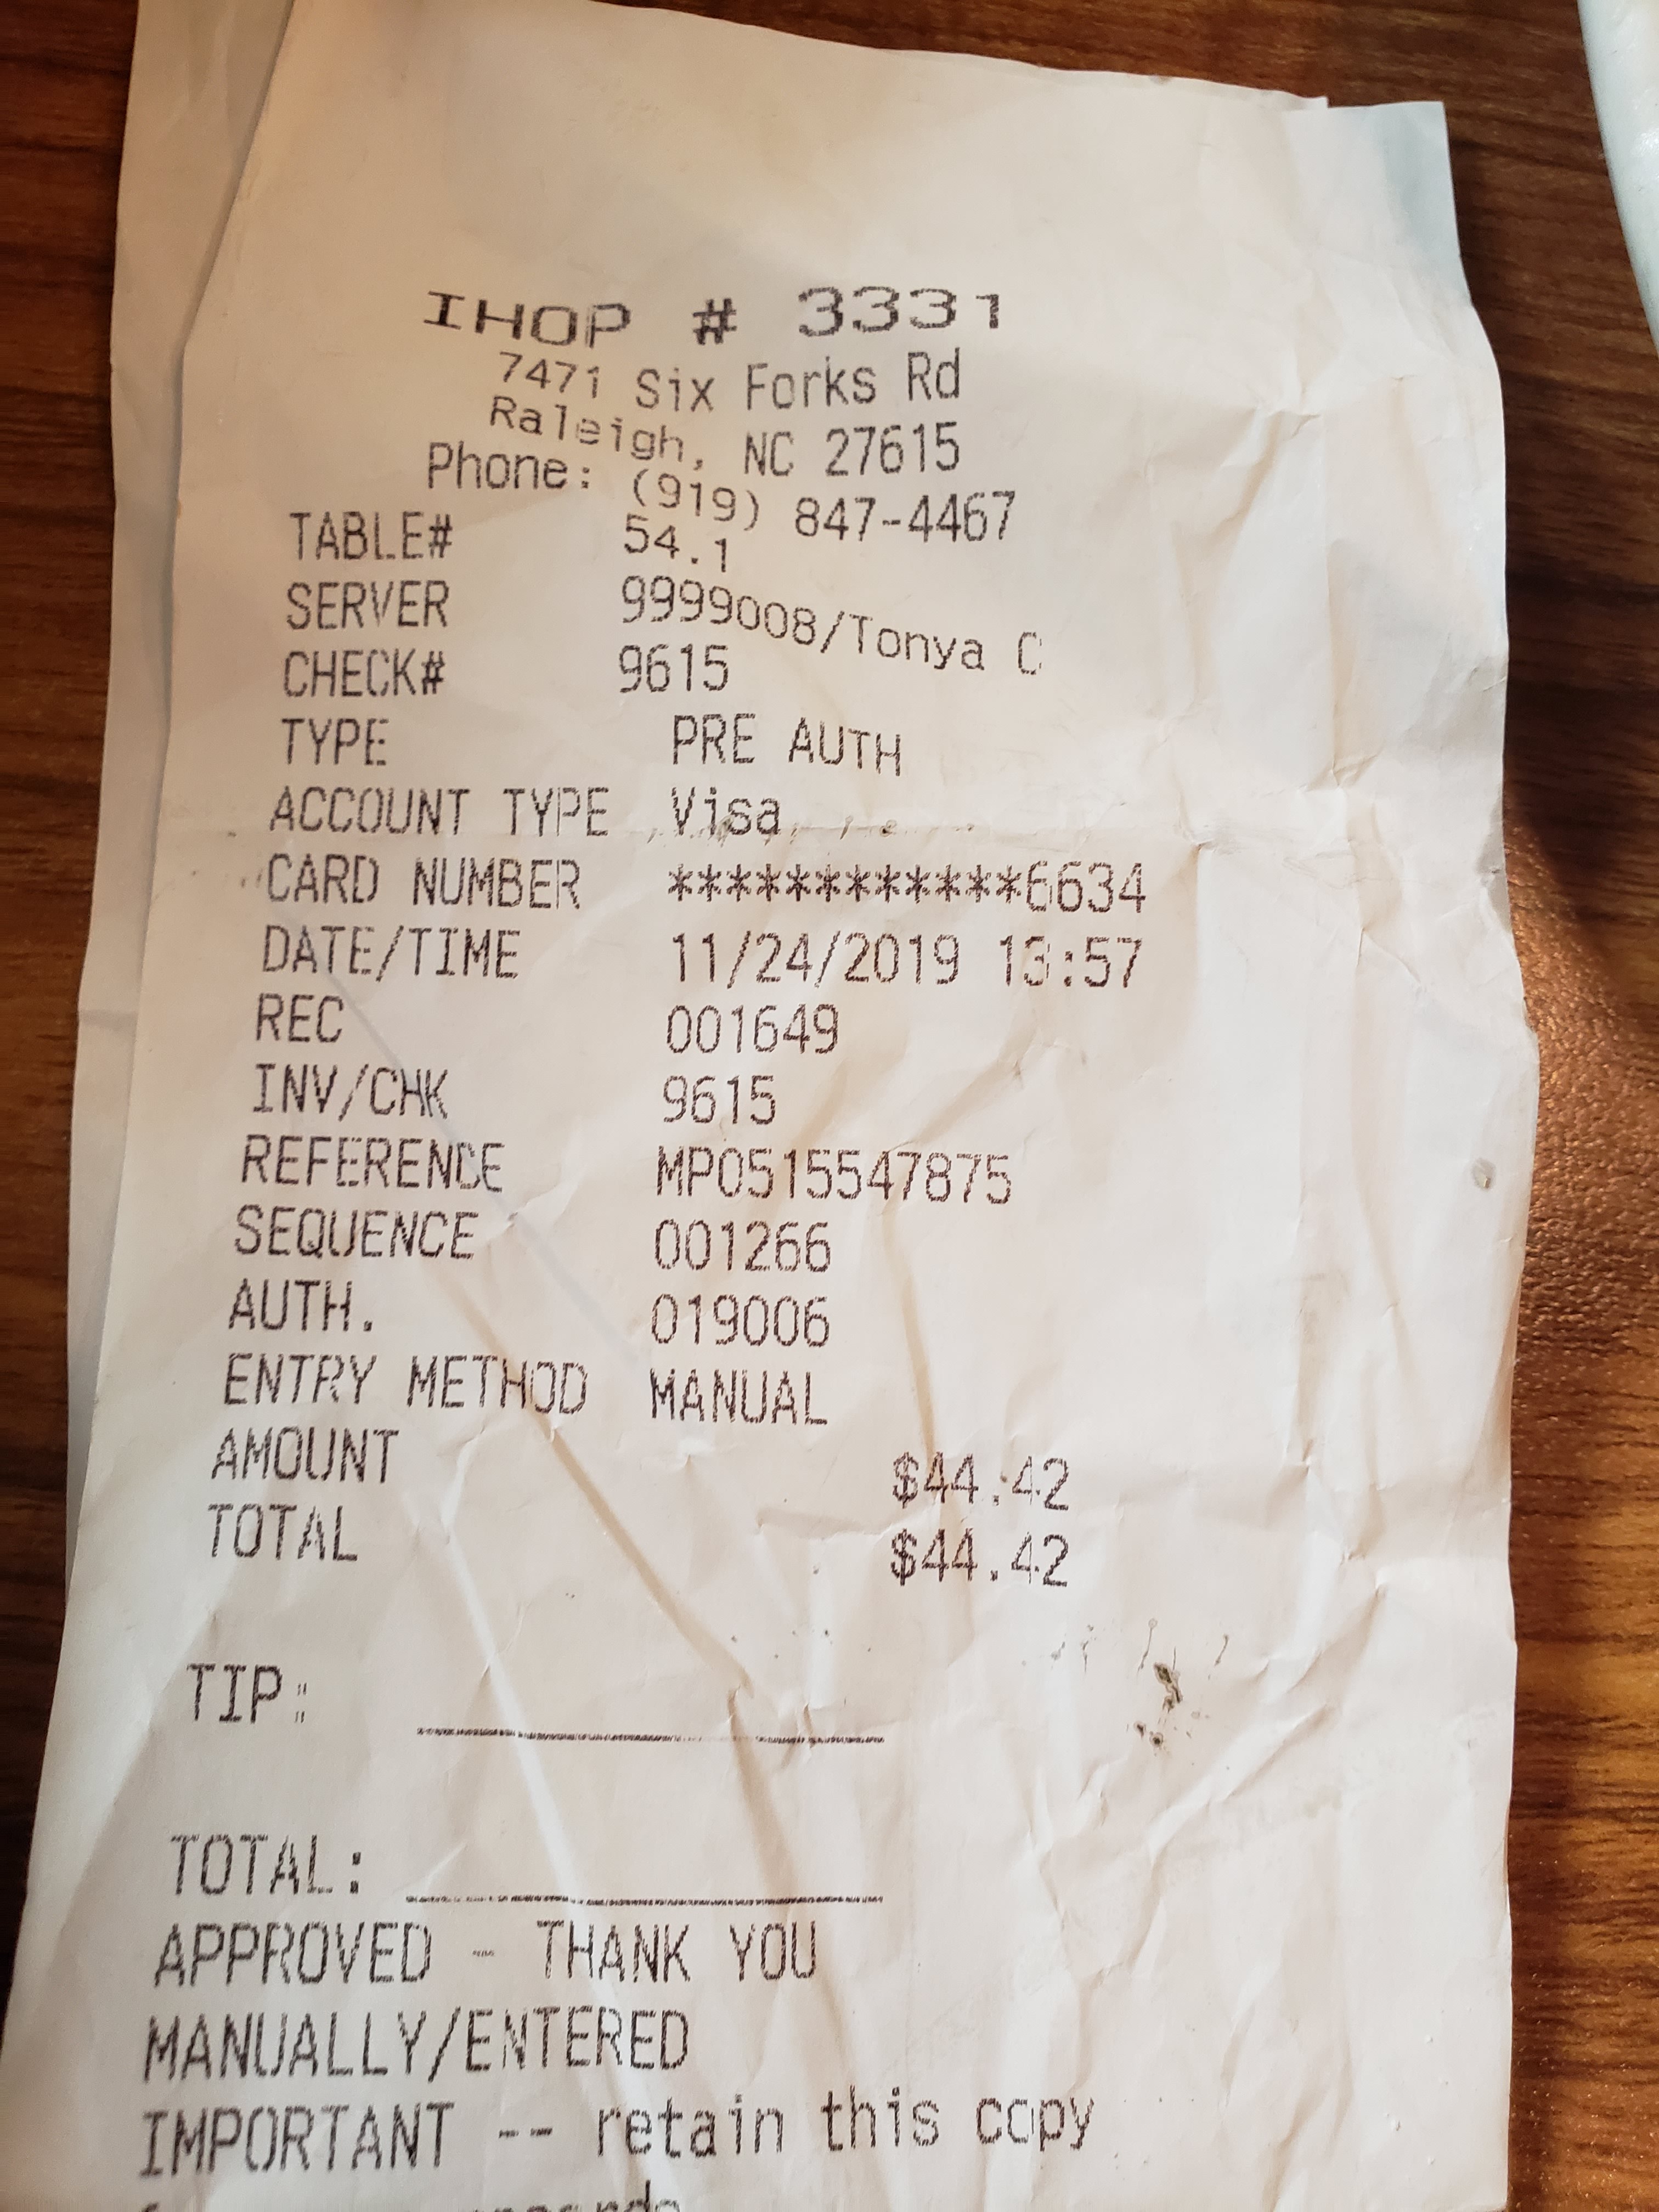 IHOP # 3331
7471 Six Forks Rd
Raleigh, NC 27615
Phone: (919) 847-4467
TABLE# 54.1
SERVER 9999008/Tonya C
CHECK# 9615
TYPE PRE AUTH
ACCOUNT TYPE Visa
CARD NUMBER ************6634
DATE/TIME 11/24/2019 13:57
REC 001649
INV/CHK 9615
REFERENCE MP0515547875
SEQUENCE 001266
AUTH. 019006
ENTRY METHOD MANUAL
AMOUNT $44.42
TOTAL $44.42
TIP:
TOTAL:
APPROVED - THANK YOU
MANUALLY/ENTERED
IMPORTANT -- retain this copy